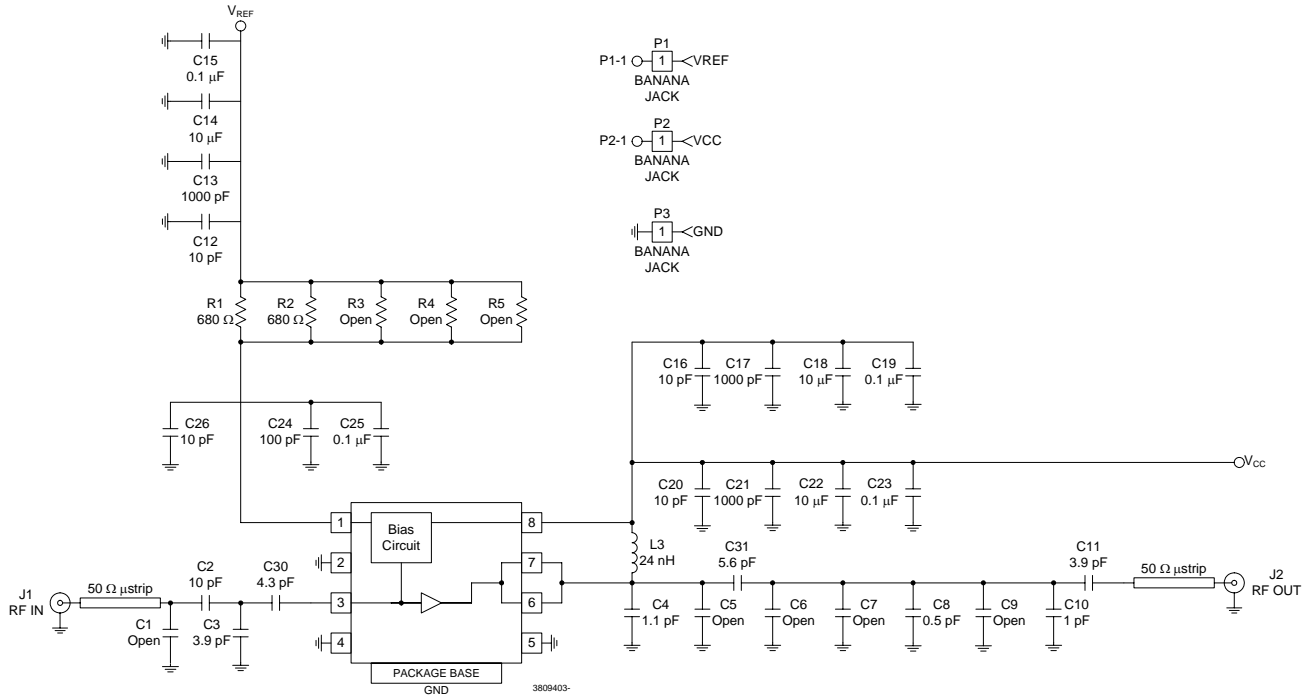 VREF
C15
0.1 µF
C14
10 µF
C13
1000 pF
C12
10 pF
P1
P1-1 1 VREF
BANANA
JACK
P2
P2-1 1 VCC
BANANA
JACK
P3
1 GND
BANANA
JACK
R1
680 Ω
R2
680 Ω
R3
Open
R4
Open
R5
Open
C16
10 pF
C17
1000 pF
C18
10 µF
C19
0.1 µF
C26
10 pF
C24
100 pF
C25
0.1 µF
VCC
C20
10 pF
C21
1000 pF
C22
10 µF
C23
0.1 µF
1
Bias
Circuit
8
2
7
3
6
4
5
PACKAGE BASE
GND
3809403-
L3
24 nH
J1
RF IN
50 Ω µstrip
C1
Open
C2
10 pF
C3
3.9 pF
C30
4.3 pF
C4
1.1 pF
C5
Open
C31
5.6 pF
C6
Open
C7
Open
C8
0.5 pF
C9
Open
C10
1 pF
C11
3.9 pF
50 Ω µstrip
J2
RF OUT